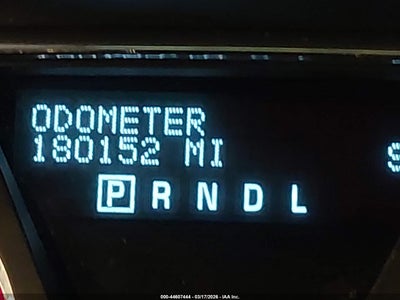 ODOMETER
180152 MI
P R N D L
000-44607444 - 03/17/2026 - IAA Inc.